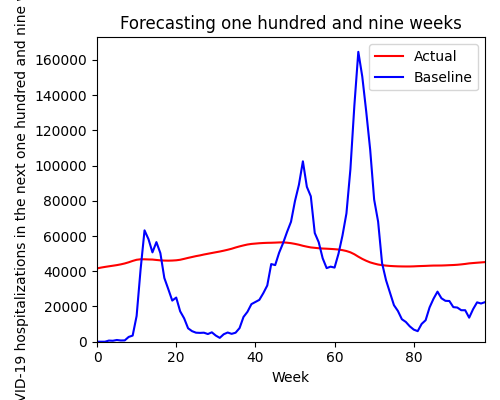 Forecasting one hundred and nine weeks
VID-19 hospitalizations in the next one hundred and nine
160000
140000
120000
100000
80000
60000
40000
20000
0
Actual
Baseline
0 20 40 60 80
Week